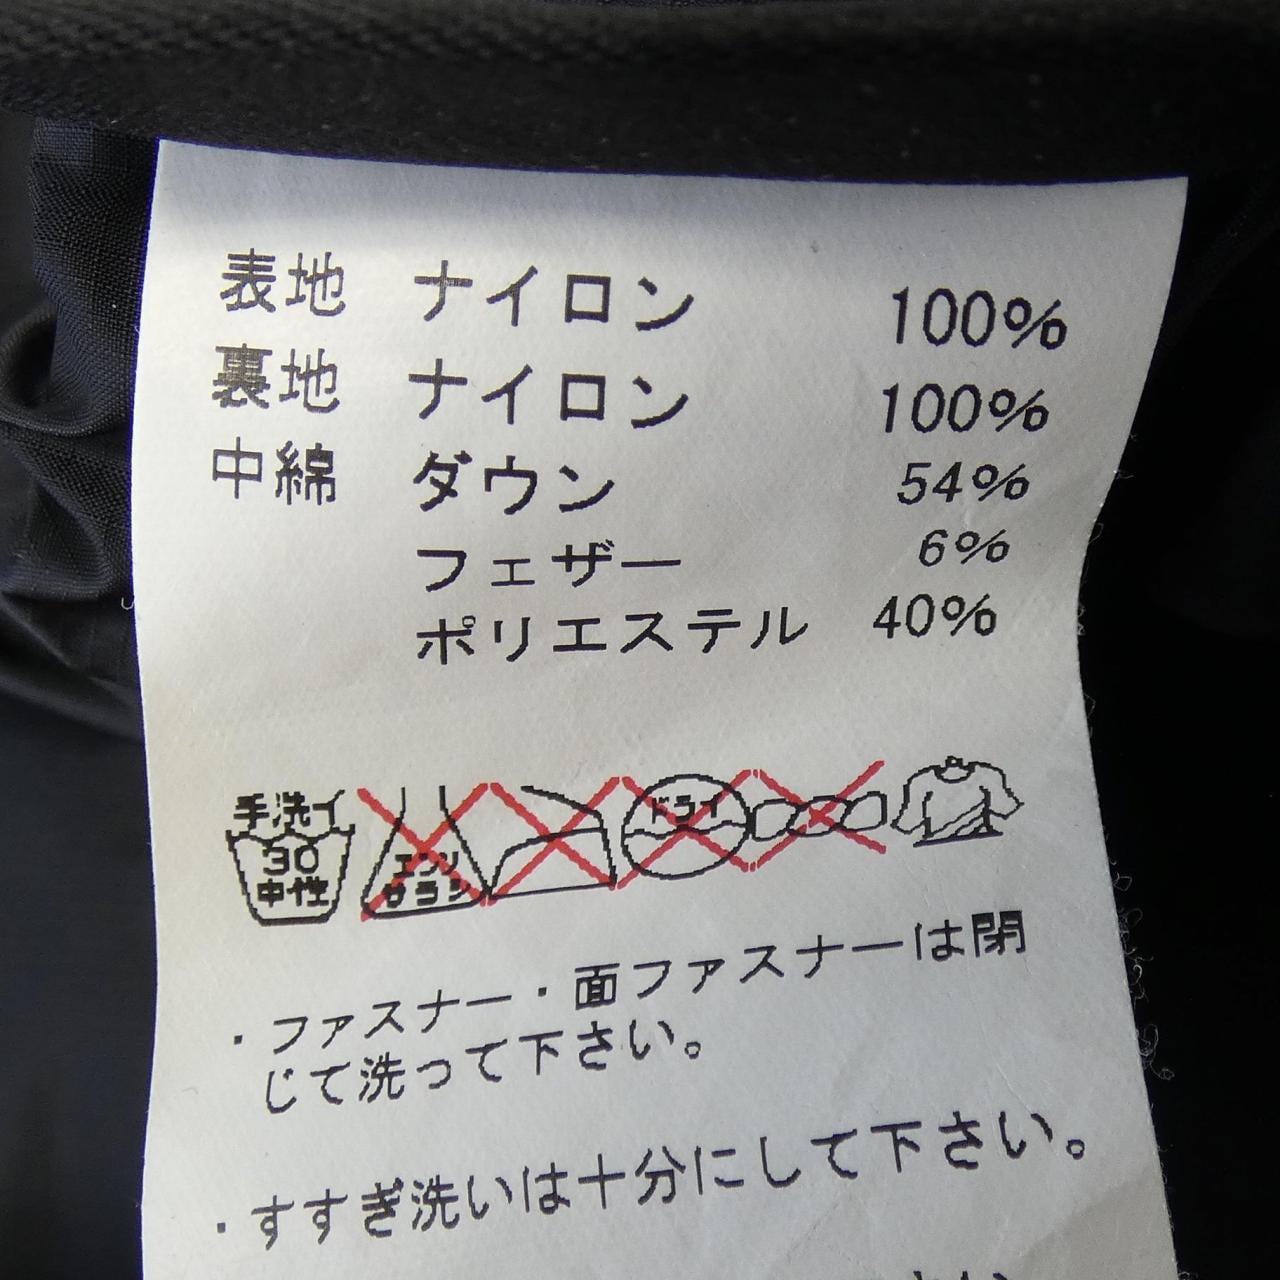 表地 ナイロン 100%
裏地 ナイロン 100%
中綿 ダウン 54%
フェザー 6%
ポリエステル 40%
手洗イ
30
中性
エンソ
サラシ
ドライ
・ファスナー・面ファスナーは閉
じて洗って下さい。
・すすぎ洗いは十分にして下さい。